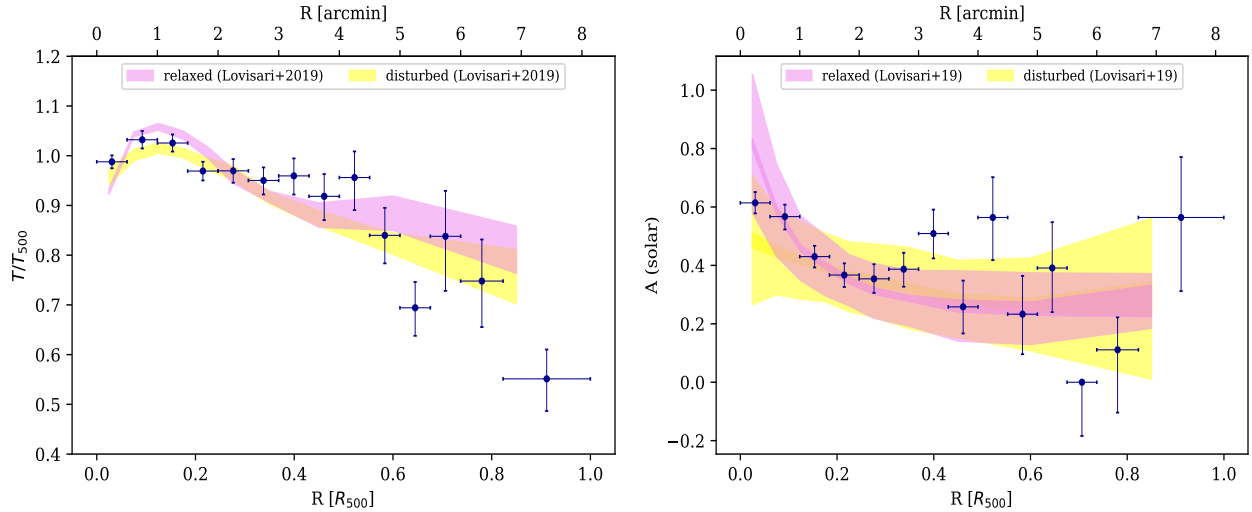 R [arcmin]
0 1 2 3 4 5 6 7 8
relaxed (Lovisari+2019) disturbed (Lovisari+2019)
1.2
1.1
1.0
0.9
0.8
0.7
0.6
0.5
0.4
T/T500
0.0 0.2 0.4 0.6 0.8 1.0
R [R500]
R [arcmin]
0 1 2 3 4 5 6 7 8
relaxed (Lovisari+19) disturbed (Lovisari+19)
1.0
0.8
0.6
0.4
0.2
0.0
−0.2
A (solar)
0.0 0.2 0.4 0.6 0.8 1.0
R [R500]